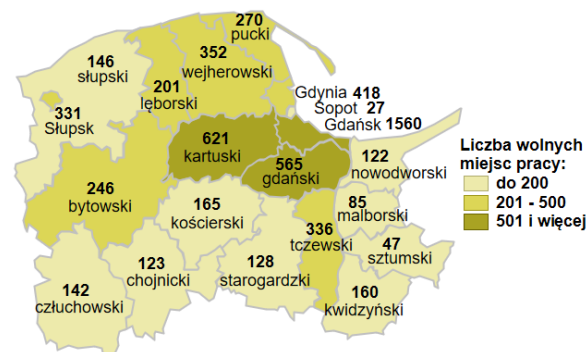 270
pucki
352
wejherowski
146
słupski
201
lęborski
331
Słupsk
Gdynia 418
Sopot 27
Gdańsk 1560
621
kartuski
565
gdański
122
nowodworski
246
bytowski
165
kościerski
336
tczewski
85
malborski
47
sztumski
123
chojnicki
128
starogardzki
142
człuchowski
160
kwidzyński
Liczba wolnych
miejsc pracy:
do 200
201 - 500
501 i więcej